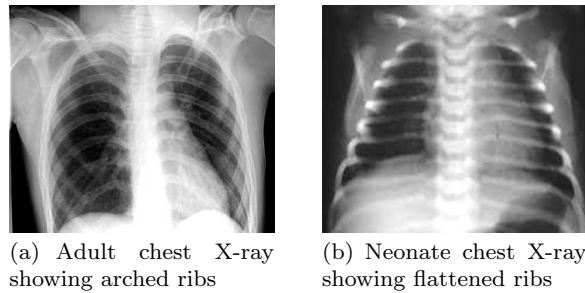 (a) Adult chest X-ray
showing arched ribs
(b) Neonate chest X-ray
showing flattened ribs